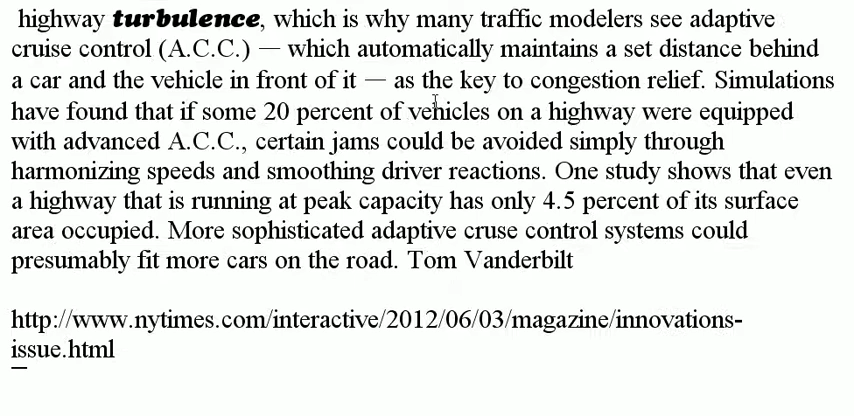 highway turbulence, which is why many traffic modelers see adaptive
cruise control (A.C.C.) — which automatically maintains a set distance behind
a car and the vehicle in front of it — as the key to congestion relief. Simulations
have found that if some 20 percent of vehicles on a highway were equipped
with advanced A.C.C., certain jams could be avoided simply through
harmonizing speeds and smoothing driver reactions. One study shows that even
a highway that is running at peak capacity has only 4.5 percent of its surface
area occupied. More sophisticated adaptive cruse control systems could
presumably fit more cars on the road. Tom Vanderbilt
http://www.nytimes.com/interactive/2012/06/03/magazine/innovations-
issue.html